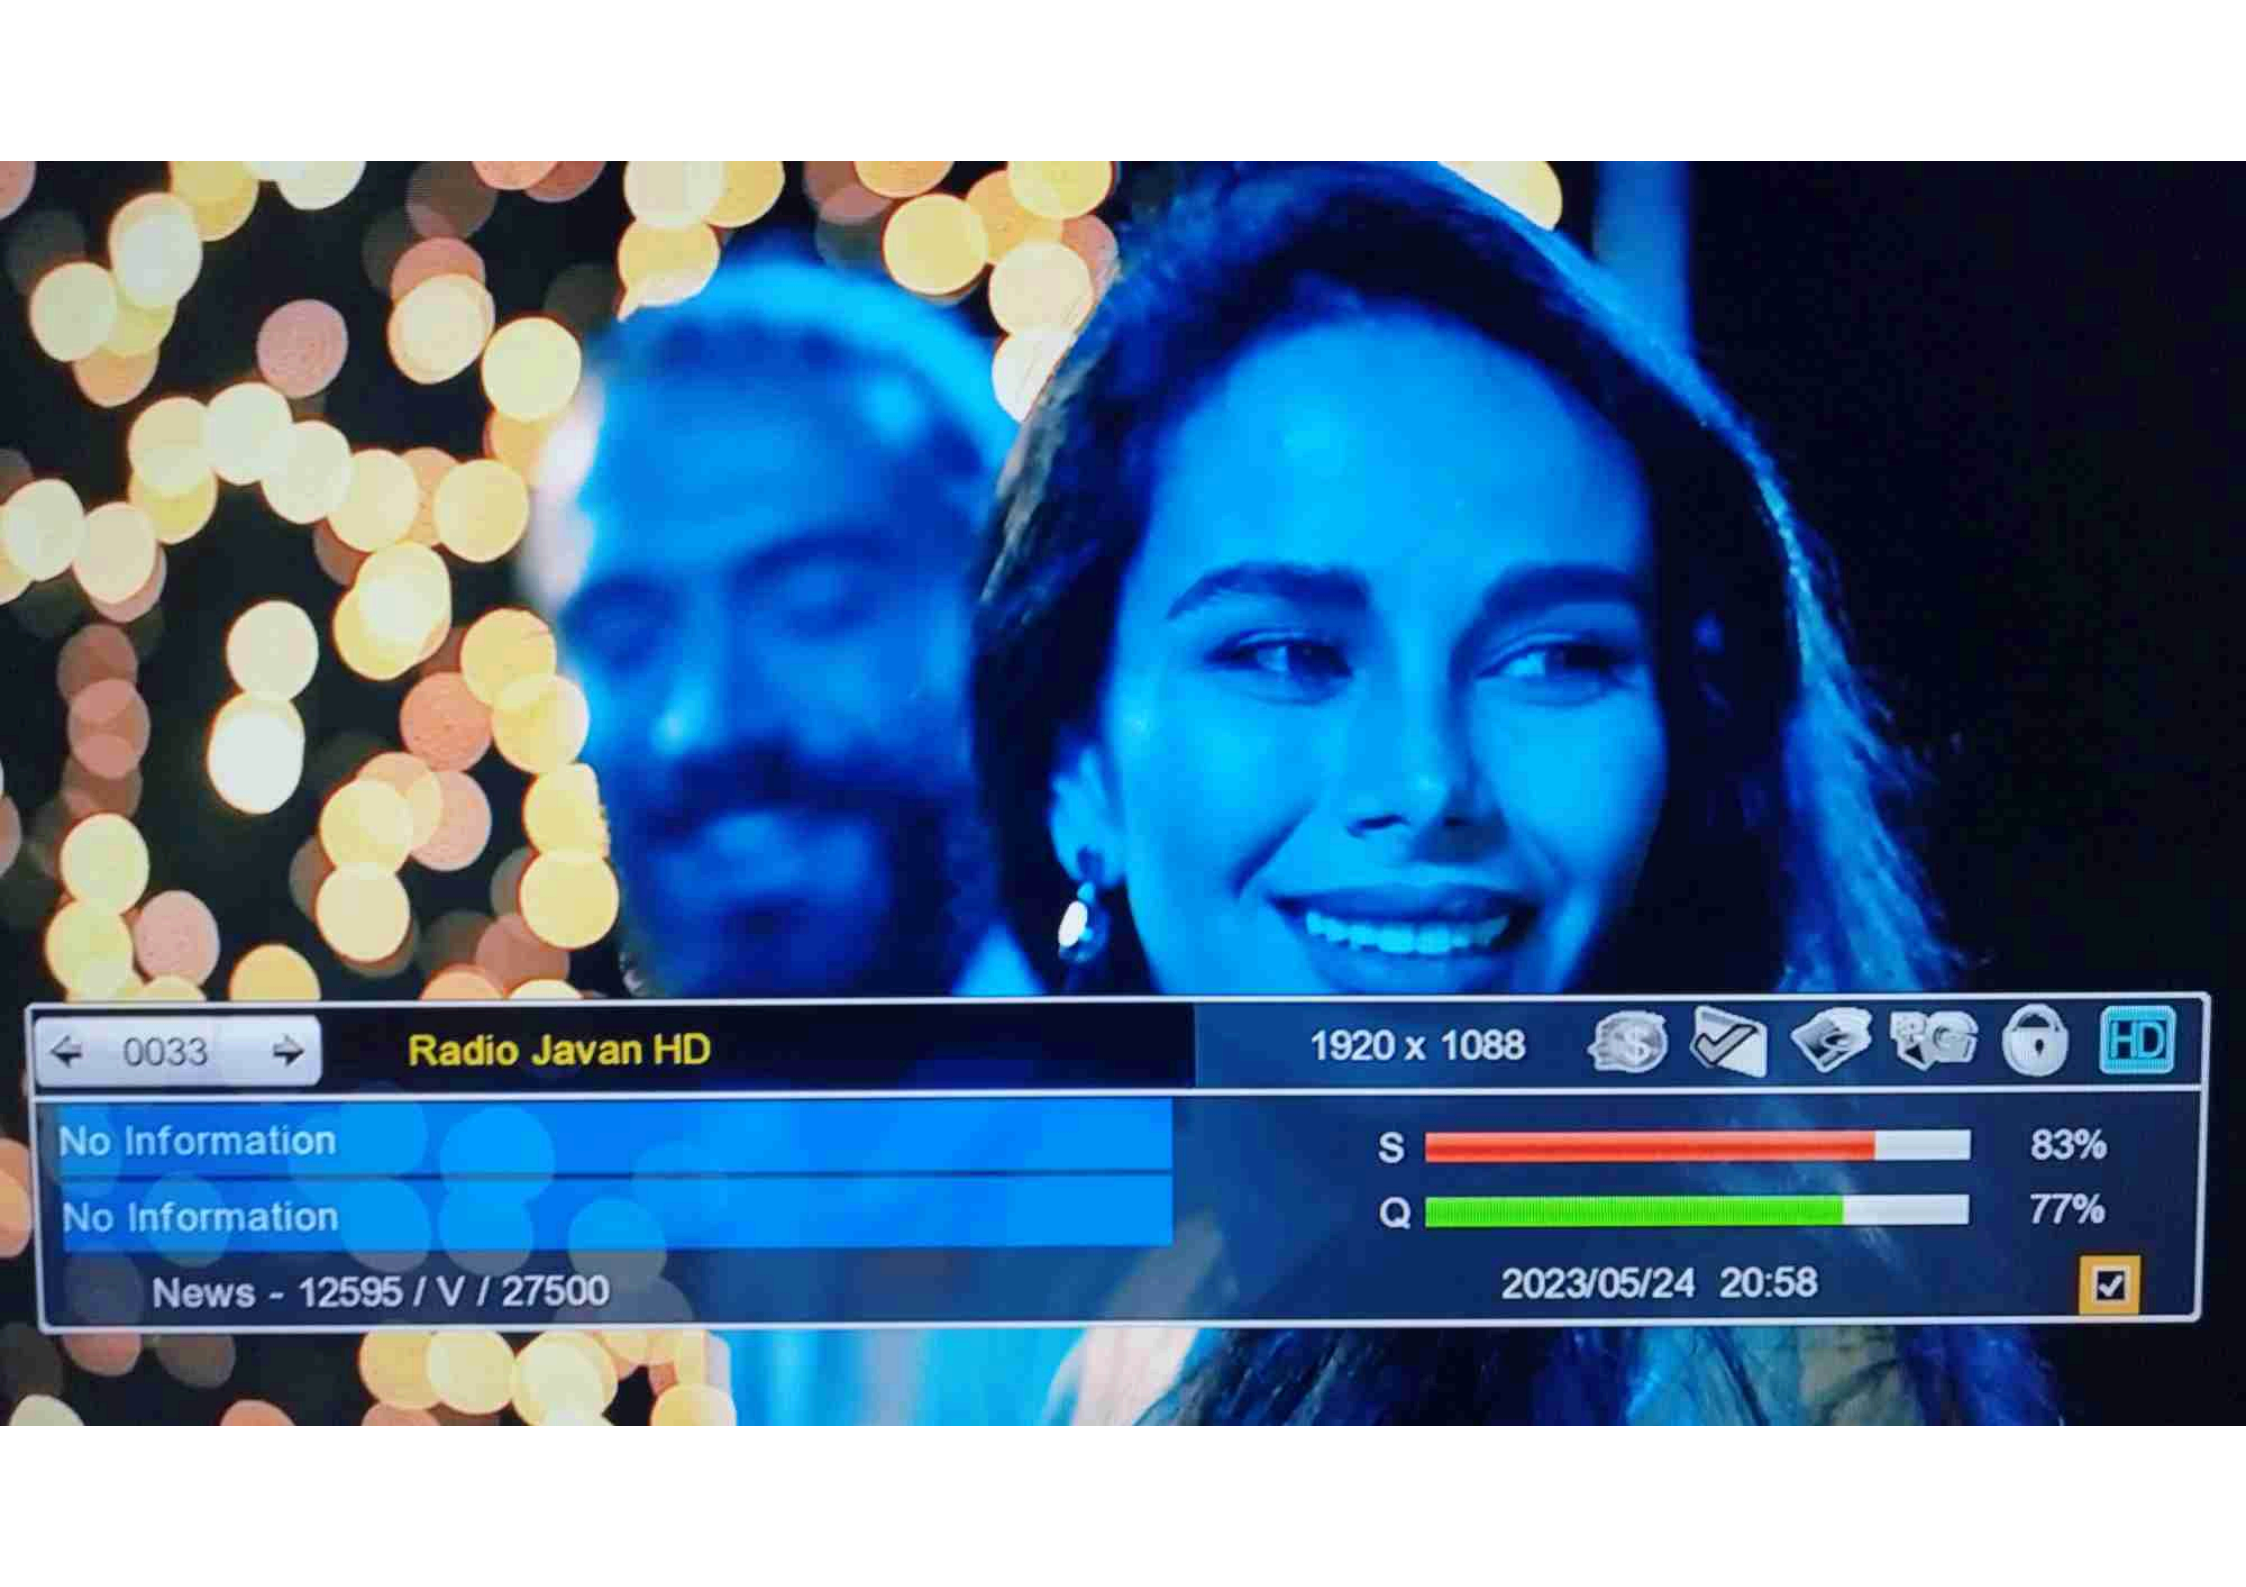 0033
Radio Javan HD
1920 x 1088
HD
No Information
S 83%
No Information
Q 77%
News - 12595 / V / 27500
2023/05/24 20:58